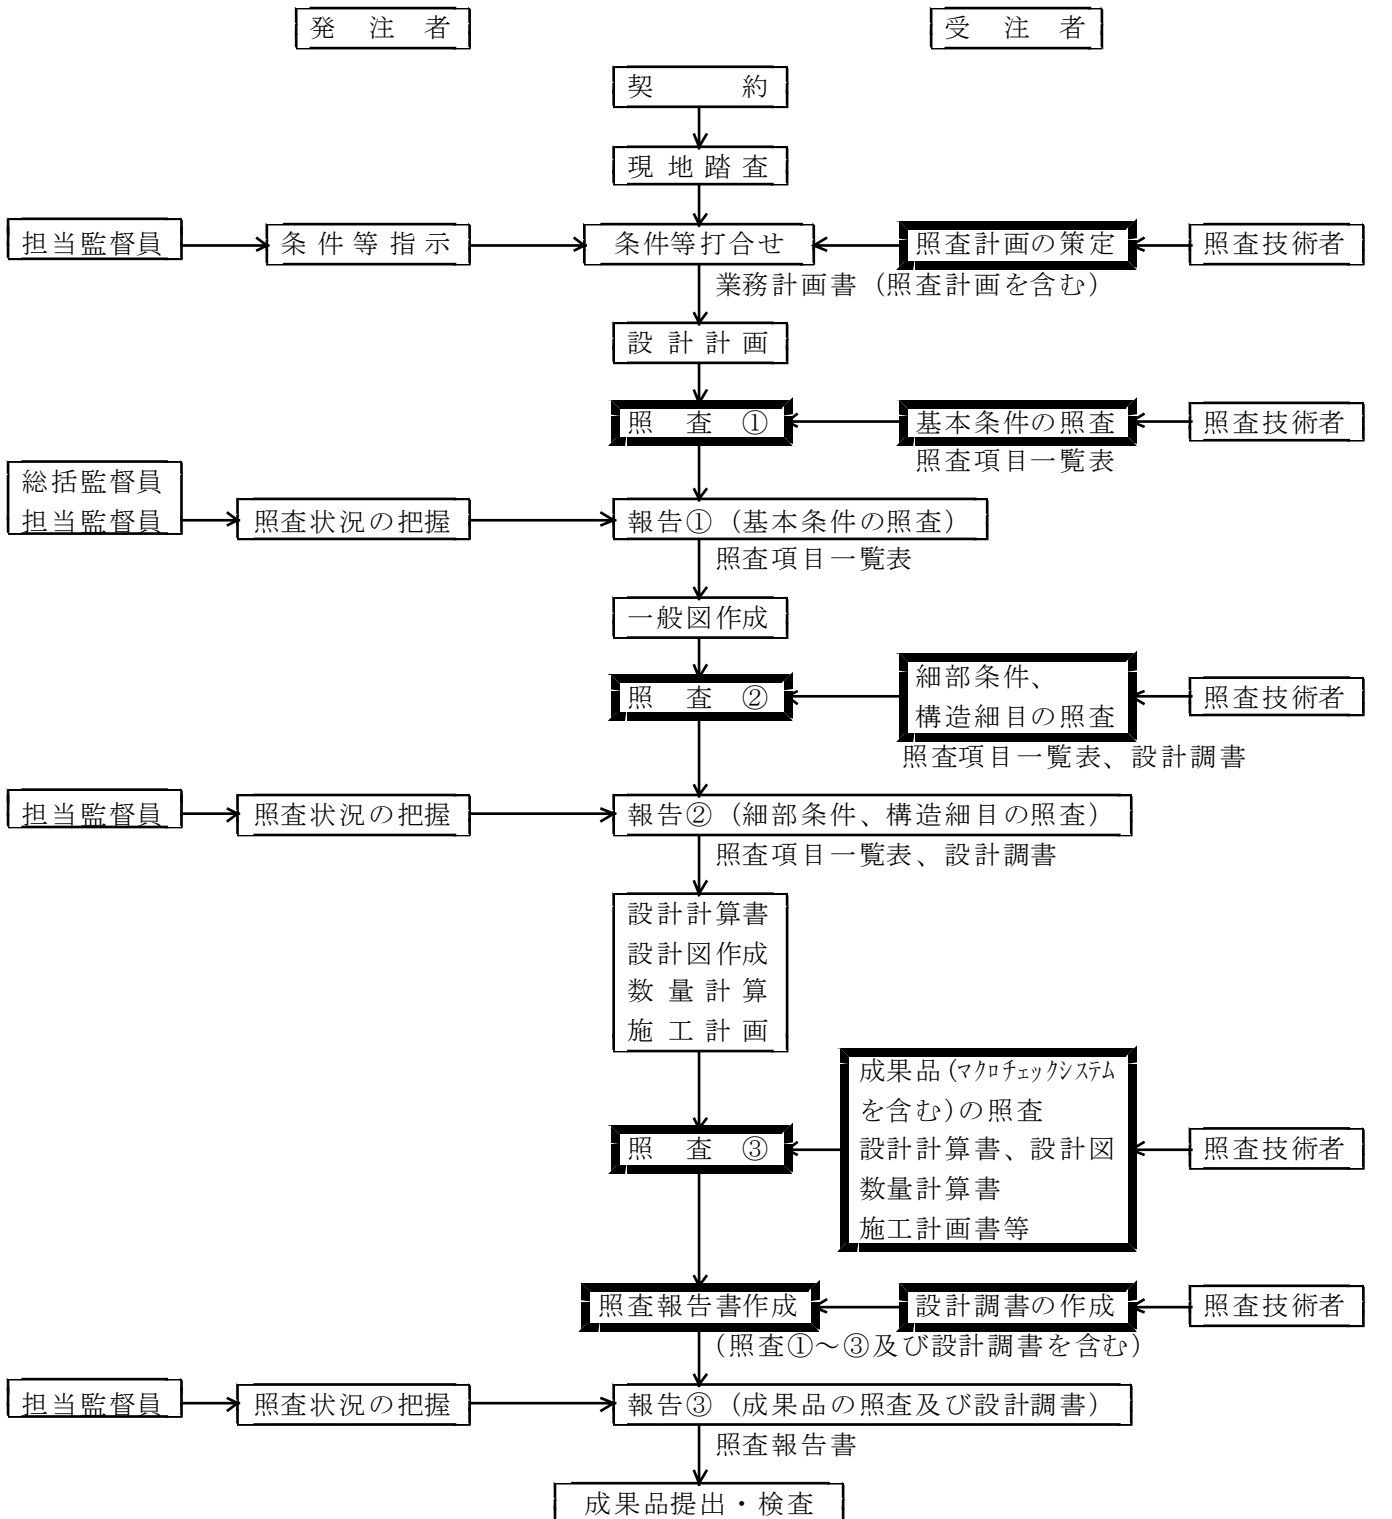 発注者
受注者
契約
現地踏査
担当監督員
条件等指示
条件等打合せ
照査計画の策定
照査技術者
業務計画書（照査計画を含む）
設計計画
照査①
基本条件の照査
照査技術者
照査項目一覧表
総括監督員
担当監督員
照査状況の把握
報告①（基本条件の照査）
照査項目一覧表
一般図作成
照査②
細部条件、
構造細目の照査
照査技術者
照査項目一覧表、設計調書
担当監督員
照査状況の把握
報告②（細部条件、構造細目の照査）
照査項目一覧表、設計調書
設計計算書
設計図作成
数量計算
施工計画
照査③
成果品(ﾏｸﾛﾁｪｯｸｼｽﾃﾑ
を含む)の照査
設計計算書、設計図
数量計算書
施工計画書等
照査技術者
照査報告書作成
設計調書の作成
照査技術者
(照査①～③及び設計調書を含む)
担当監督員
照査状況の把握
報告③（成果品の照査及び設計調書）
照査報告書
成果品提出・検査